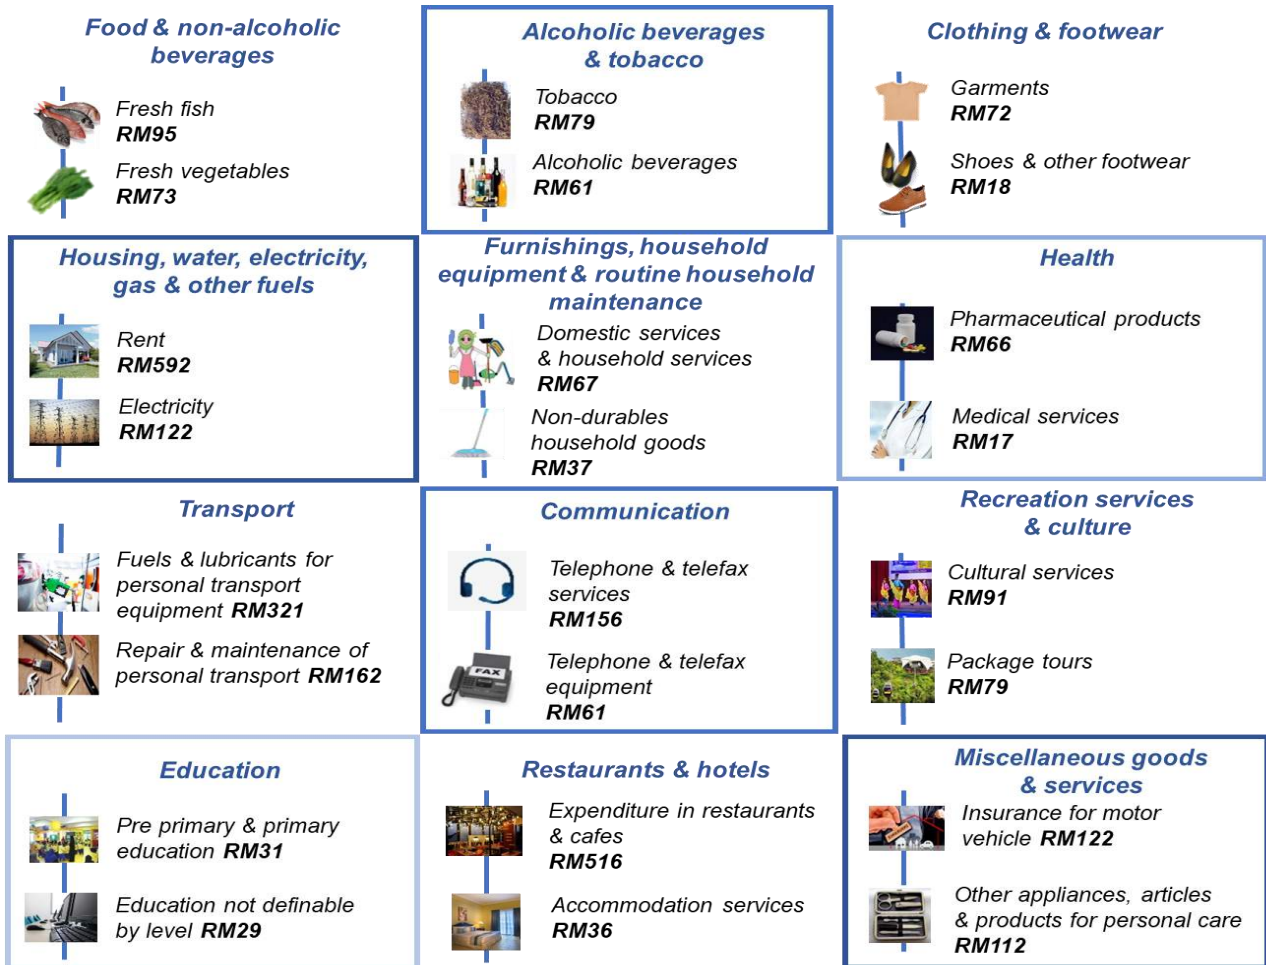 Food & non-alcoholic
beverages
Fresh fish
RM95
Fresh vegetables
RM73
Alcoholic beverages
& tobacco
Tobacco
RM79
Alcoholic beverages
RM61
Clothing & footwear
Garments
RM72
Shoes & other footwear
RM18
Housing, water, electricity,
gas & other fuels
Rent
RM592
Electricity
RM122
Furnishings, household
equipment & routine household
maintenance
Domestic services
& household services
RM67
Non-durables
household goods
RM37
Health
Pharmaceutical products
RM66
Medical services
RM17
Transport
Fuels & lubricants for
personal transport
equipment RM321
Repair & maintenance of
personal transport RM162
Communication
Telephone & telefax
services
RM156
FAX
Telephone & telefax
equipment
RM61
Recreation services
& culture
Cultural services
RM91
Package tours
RM79
Education
Pre primary & primary
education RM31
Education not definable
by level RM29
Restaurants & hotels
Expenditure in restaurants
& cafes
RM516
Accommodation services
RM36
Miscellaneous goods
& services
Insurance for motor
vehicle RM122
Other appliances, articles
& products for personal care
RM112